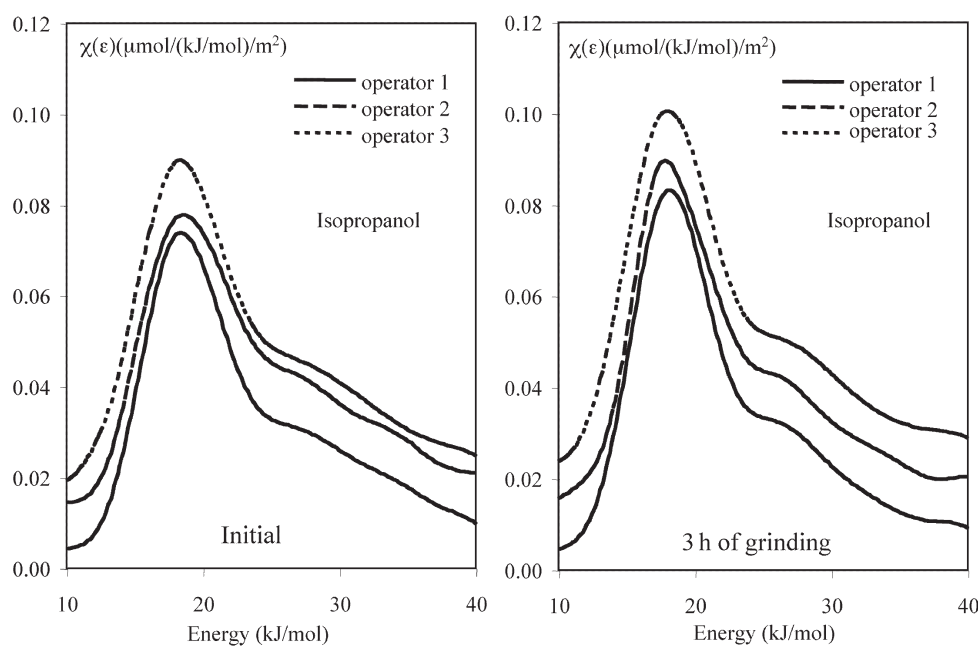 0.12
χ(ε)(μmol/(kJ/mol)/m²)
operator 1
0.10
operator 2
operator 3
0.08
Isopropanol
0.06
0.04
0.02
Initial
0.00
10 20 30 40
Energy (kJ/mol)
0.12
χ(ε)(μmol/(kJ/mol)/m²)
operator 1
0.10
operator 2
operator 3
0.08
Isopropanol
0.06
0.04
0.02
3 h of grinding
0.00
10 20 30 40
Energy (kJ/mol)